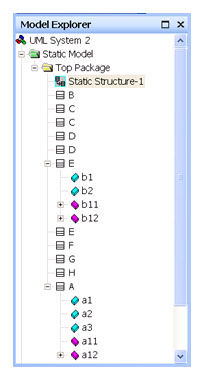 Model Explorer
UML System 2
Static Model
Top Package
Static Structure-1
B
C
C
D
D
E
b1
b2
b11
b12
E
F
G
H
A
a1
a2
a3
a11
a12